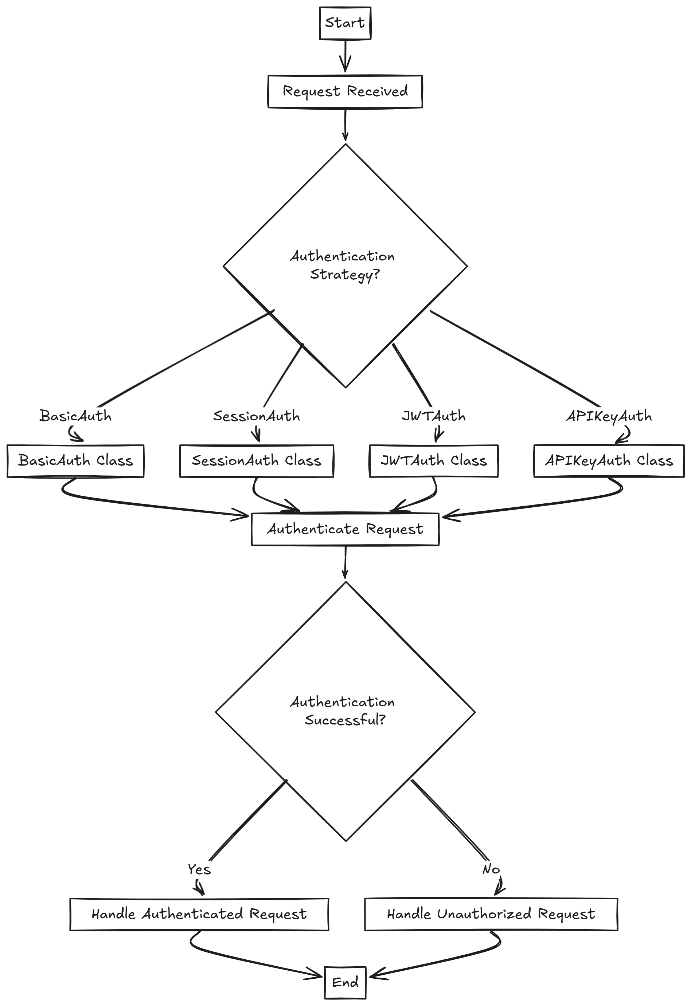 Start
Request Received
Authentication
Strategy?
BasicAuth
SessionAuth
JWTAuth
APIKeyAuth
BasicAuth Class
SessionAuth Class
JWTAuth Class
APIKeyAuth Class
Authenticate Request
Authentication
Successful?
Yes
No
Handle Authenticated Request
Handle Unauthorized Request
End